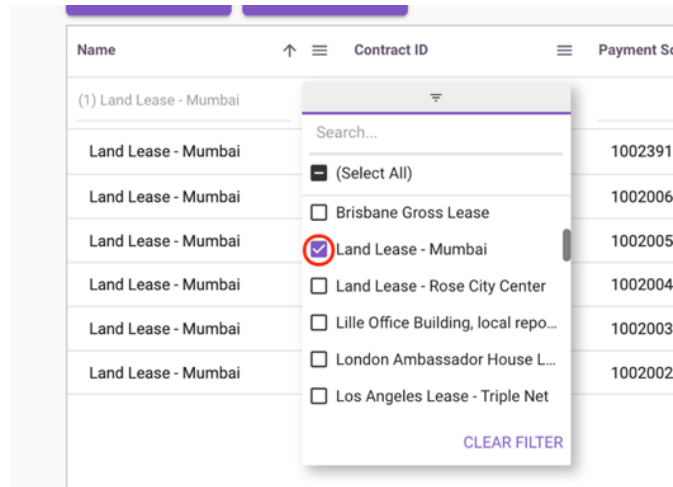 Name Contract ID Payment Sc
(1) Land Lease - Mumbai
Search...
Land Lease - Mumbai 1002391
(Select All)
Land Lease - Mumbai 1002006
Brisbane Gross Lease
Land Lease - Mumbai 1002005
Land Lease - Mumbai
Land Lease - Mumbai 1002004
Land Lease - Rose City Center
Land Lease - Mumbai 1002003
Lille Office Building, local repo...
Land Lease - Mumbai 1002002
London Ambassador House L...
Los Angeles Lease - Triple Net
CLEAR FILTER